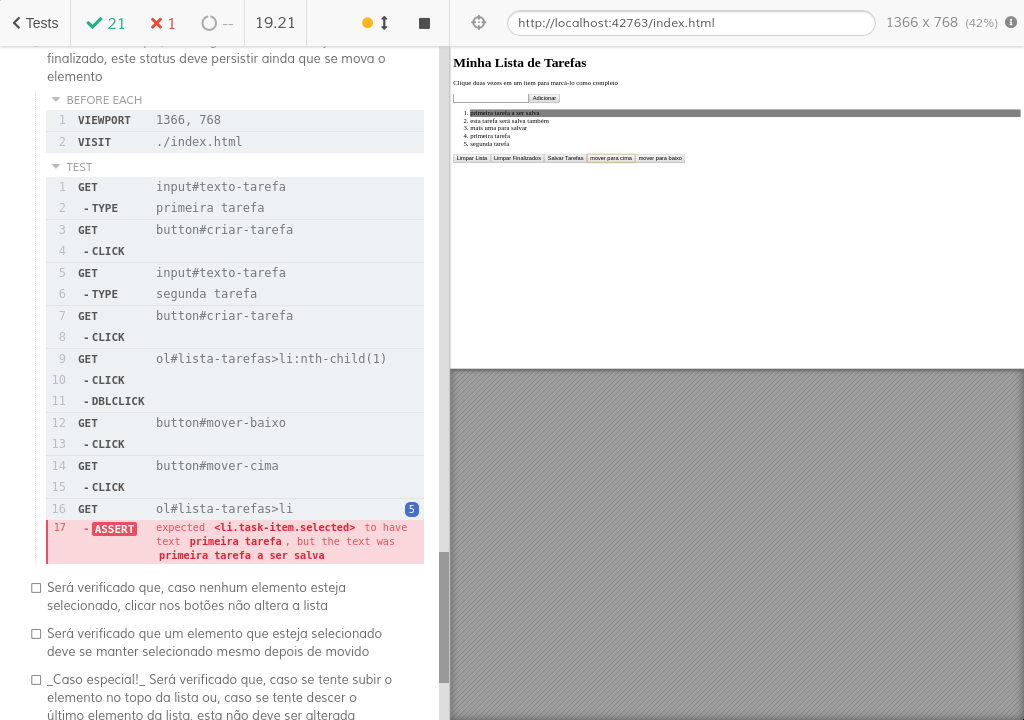 Tests
21
1
--
19.21
http://localhost:42763/index.html
1366 x 768 (42%)
finalizado, este status deve persistir ainda que se mova o
elemento
BEFORE EACH
1 VIEWPORT 1366, 768
2 VISIT ./index.html
TEST
1 GET input#texto-tarefa
2 -TYPE primeira tarefa
3 GET button#criar-tarefa
4 -CLICK
5 GET input#texto-tarefa
6 -TYPE segunda tarefa
7 GET button#criar-tarefa
8 -CLICK
9 GET ol#lista-tarefas>li:nth-child(1)
10 -CLICK
11 -DBLCLICK
12 GET button#mover-baixo
13 -CLICK
14 GET button#mover-cima
15 -CLICK
16 GET ol#lista-tarefas>li 5
17 -ASSERT expected <li.task-item.selected> to have
text primeira tarefa, but the text was
primeira tarefa a ser salva
Será verificado que, caso nenhum elemento esteja
selecionado, clicar nos botões não altera a lista
Será verificado que um elemento que esteja selecionado
deve se manter selecionado mesmo depois de movido
_Caso especial!_ Será verificado que, caso se tente subir o
elemento no topo da lista ou, caso se tente descer o
último elemento da lista, esta não deve ser alterada
Minha Lista de Tarefas
Clique duas vezes em um item para marcá-lo como completo
Adicionar
1. primeira tarefa a ser salva
2. esta tarefa será salva também
3. mais uma para salvar
4. primeira tarefa
5. segunda tarefa
Limpar Lista Limpar Finalizados Salvar Tarefas mover para cima mover para baixo